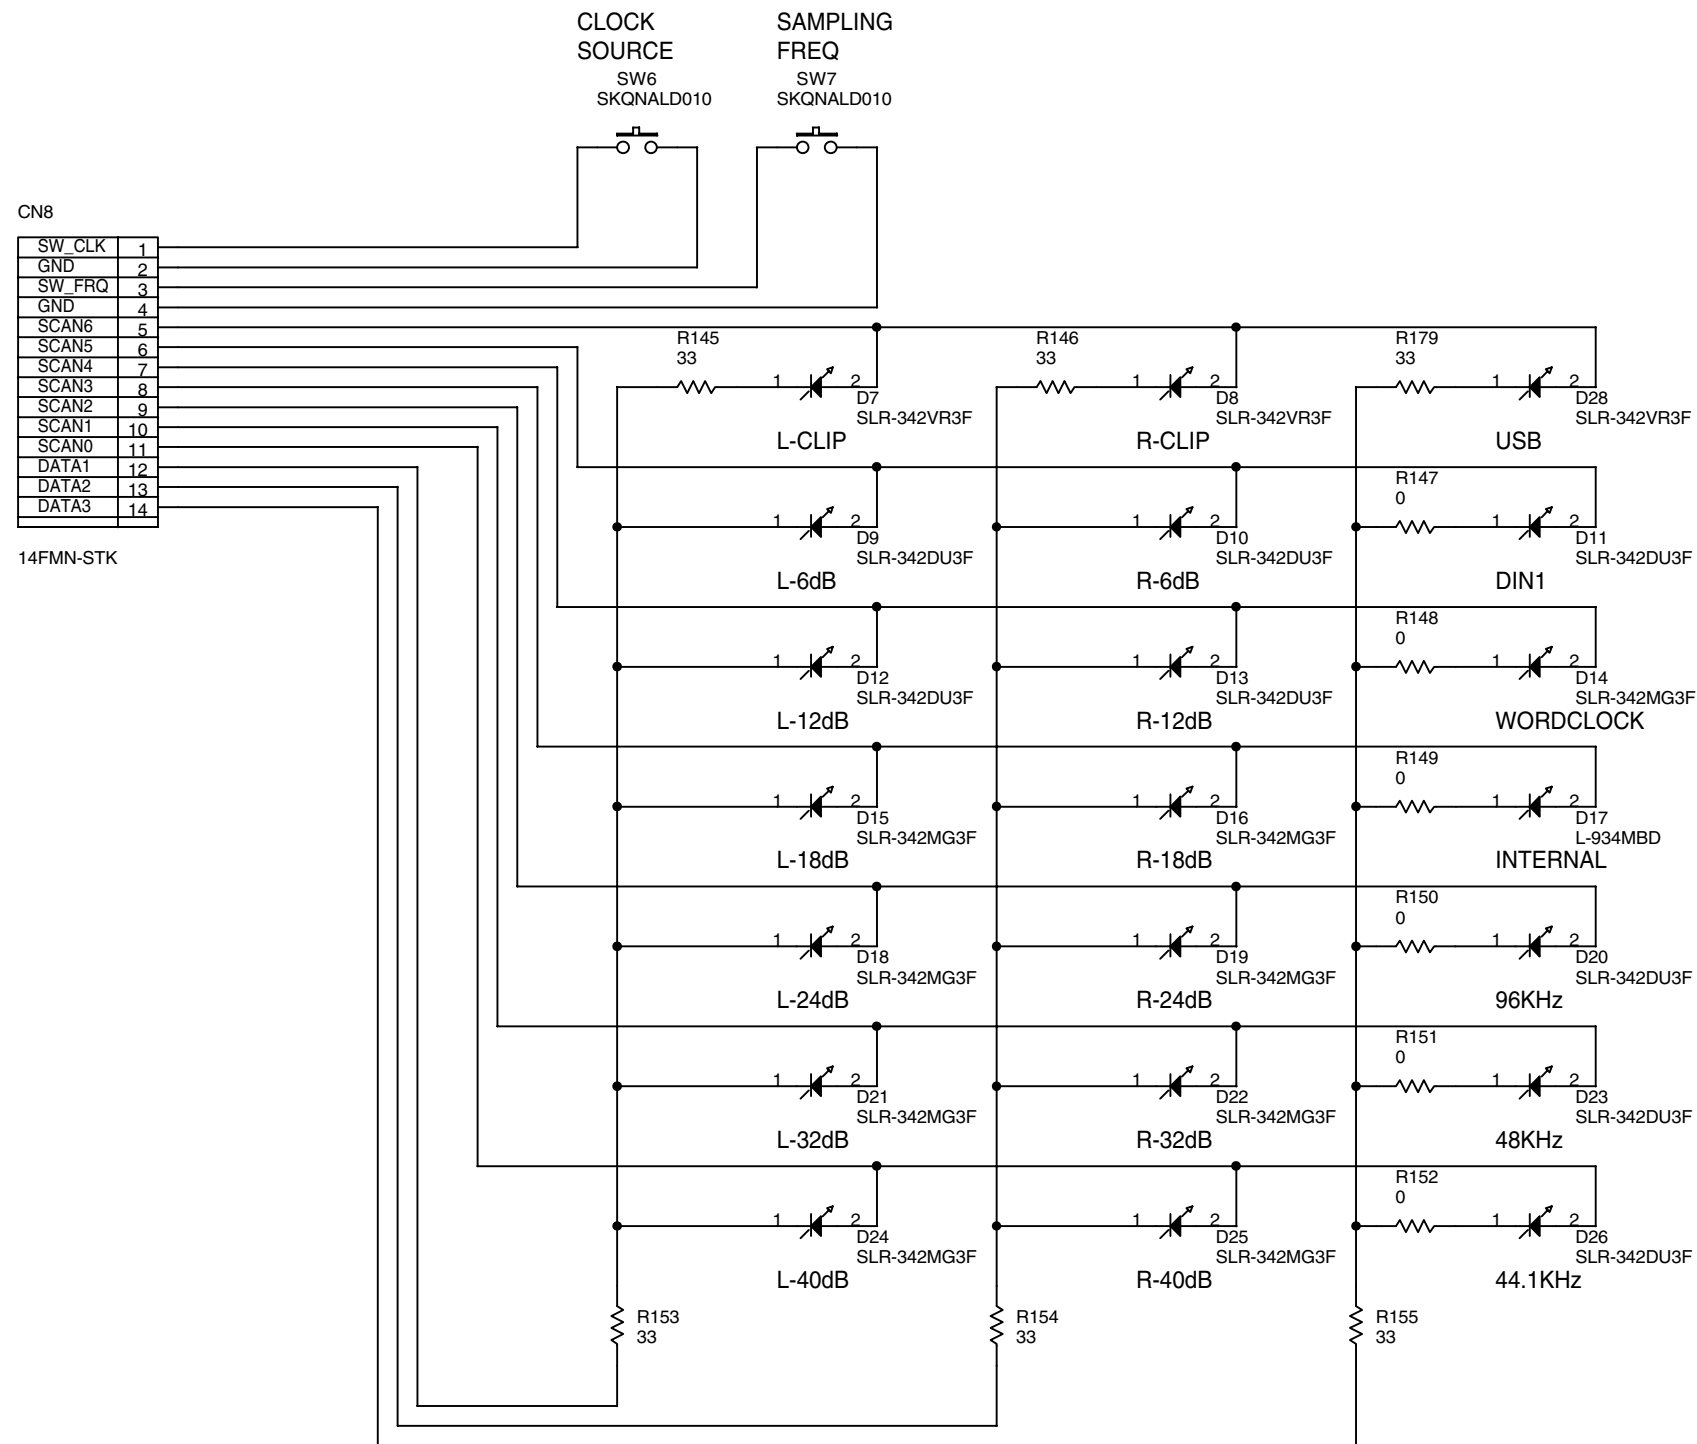 CLOCK
SOURCE
SW6
SKQNALD010
SAMPLING
FREQ
SW7
SKQNALD010
CN8
SW_CLK 1
GND 2
SW_FRQ 3
GND 4
SCAN6 5
SCAN5 6
SCAN4 7
SCAN3 8
SCAN2 9
SCAN1 10
SCAN0 11
DATA1 12
DATA2 13
DATA3 14
14FMN-STK
R145
33
1 2
D7
SLR-342VR3F
L-CLIP
R146
33
1 2
D8
SLR-342VR3F
R-CLIP
R179
33
1 2
D28
SLR-342VR3F
USB
1 2
D9
SLR-342DU3F
L-6dB
1 2
D10
SLR-342DU3F
R-6dB
R147
0
1 2
D11
SLR-342DU3F
DIN1
1 2
D12
SLR-342DU3F
L-12dB
1 2
D13
SLR-342DU3F
R-12dB
R148
0
1 2
D14
SLR-342MG3F
WORDCLOCK
1 2
D15
SLR-342MG3F
L-18dB
1 2
D16
SLR-342MG3F
R-18dB
R149
0
1 2
D17
L-934MBD
INTERNAL
1 2
D18
SLR-342MG3F
L-24dB
1 2
D19
SLR-342MG3F
R-24dB
R150
0
1 2
D20
SLR-342DU3F
96KHz
1 2
D21
SLR-342MG3F
L-32dB
1 2
D22
SLR-342MG3F
R-32dB
R151
0
1 2
D23
SLR-342DU3F
48KHz
1 2
D24
SLR-342MG3F
L-40dB
1 2
D25
SLR-342MG3F
R-40dB
R152
0
1 2
D26
SLR-342DU3F
44.1KHz
R153
33
R154
33
R155
33